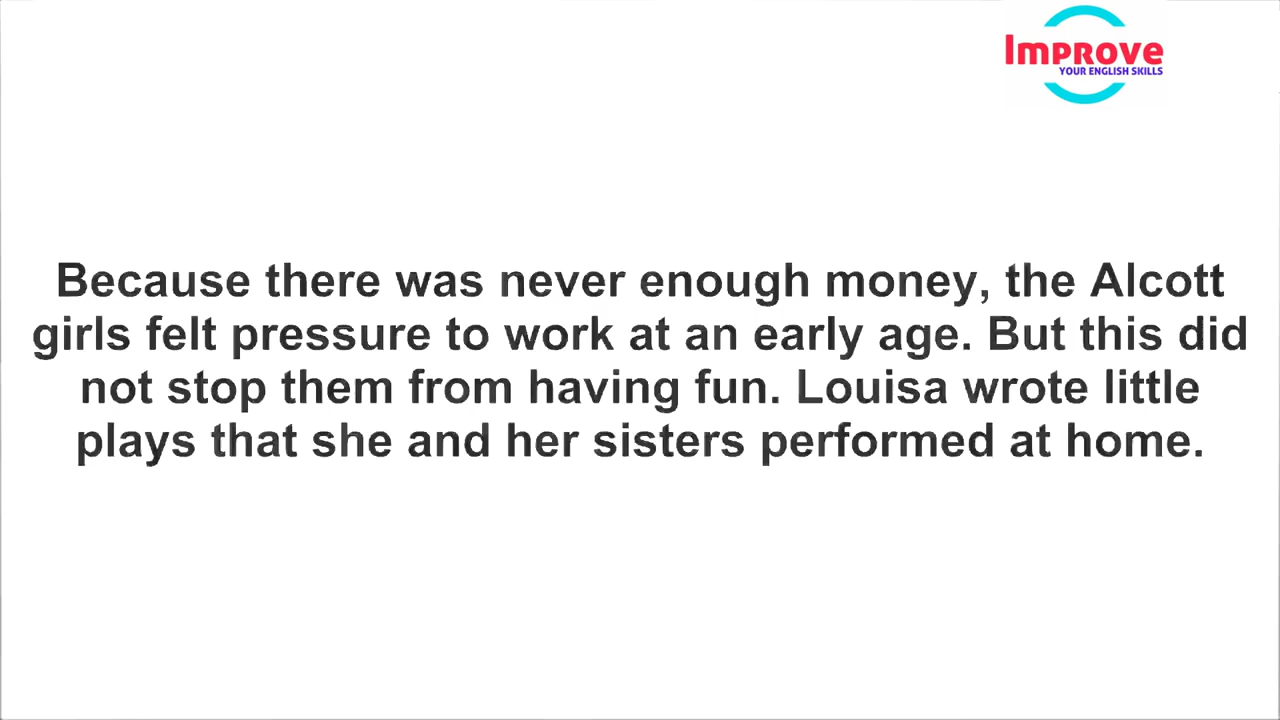 Improve
YOUR ENGLISH SKILLS
Because there was never enough money, the Alcott
girls felt pressure to work at an early age. But this did
not stop them from having fun. Louisa wrote little
plays that she and her sisters performed at home.